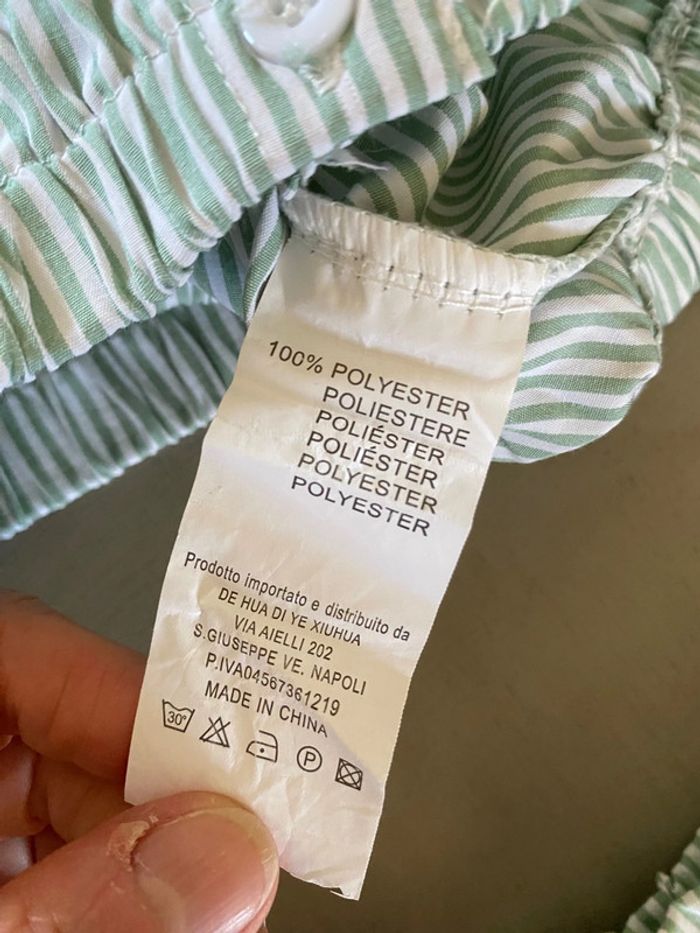 100% POLYESTER
POLIESTERE
POLIÉSTER
POLIÉSTER
POLYESTER
POLYESTER
Prodotto importato e distribuito da
DE HUA DI YE XIUHUA
VIA AIELLI 202
S.GIUSEPPE VE. NAPOLI
P.IVA04567361219
MADE IN CHINA
30° P